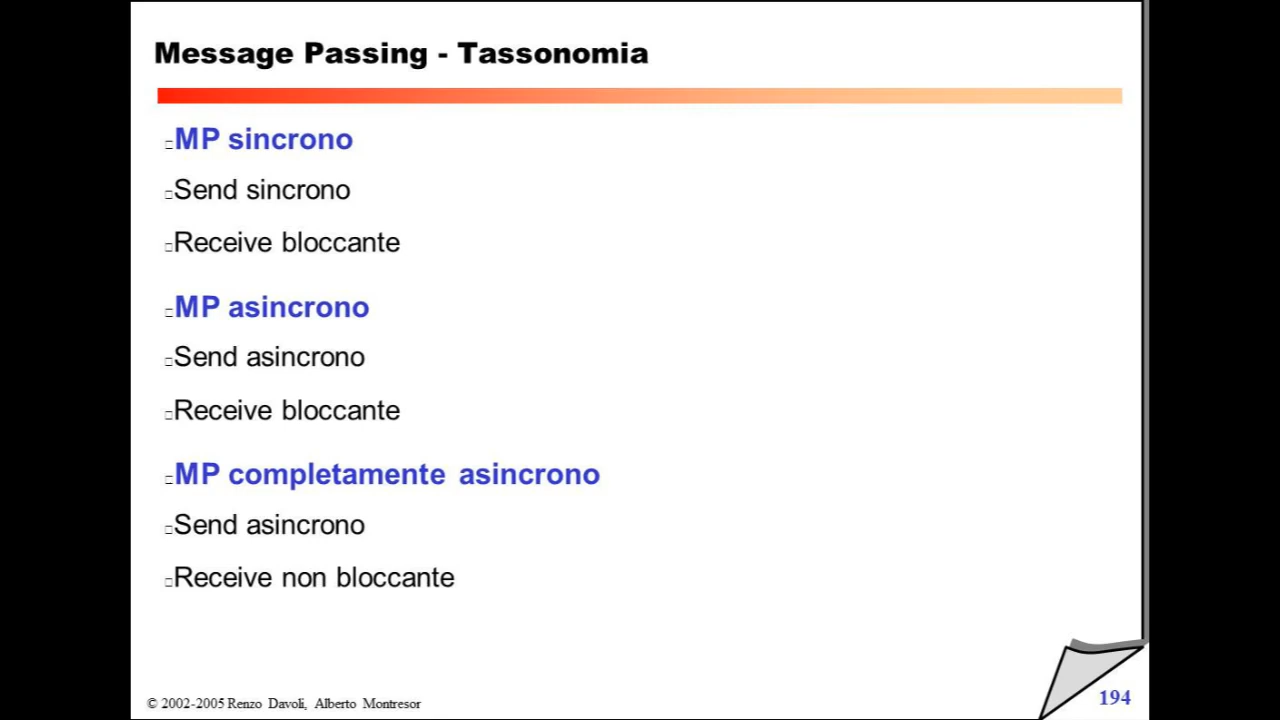 Message Passing - Tassonomia
MP sincrono
Send sincrono
Receive bloccante
MP asincrono
Send asincrono
Receive bloccante
MP completamente asincrono
Send asincrono
Receive non bloccante
© 2002-2005 Renzo Davoli, Alberto Montresor
194